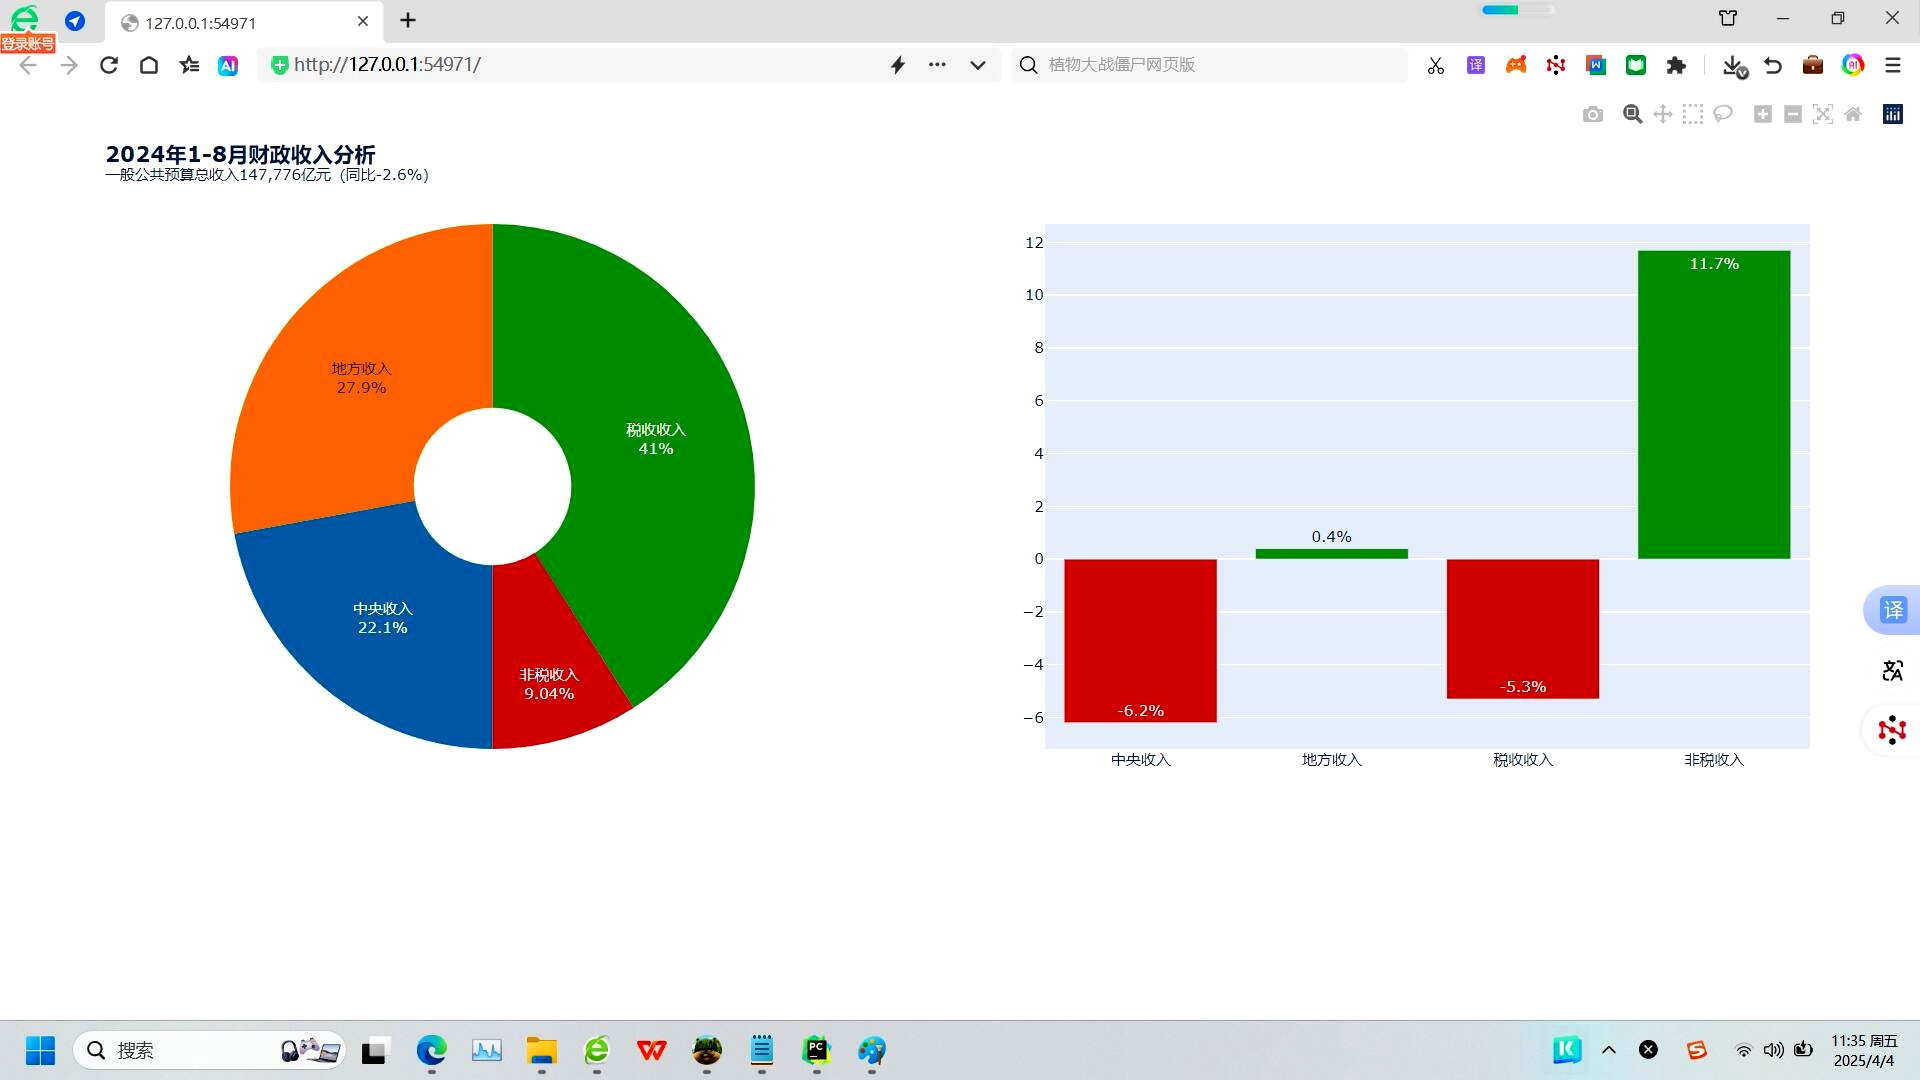 127.0.0.1:54971
登录账号
AI
http://127.0.0.1:54971/
植物大战僵尸网页版
译
W
AI
2024年1-8月财政收入分析
一般公共预算总收入147,776亿元（同比-2.6%）
地方收入
27.9%
税收收入
41%
中央收入
22.1%
非税收入
9.04%
12
10
8
6
4
2
0
−2
−4
−6
11.7%
0.4%
-5.3%
-6.2%
中央收入
地方收入
税收收入
非税收入
译
搜索
PC
K
S
11:35 周五
2025/4/4